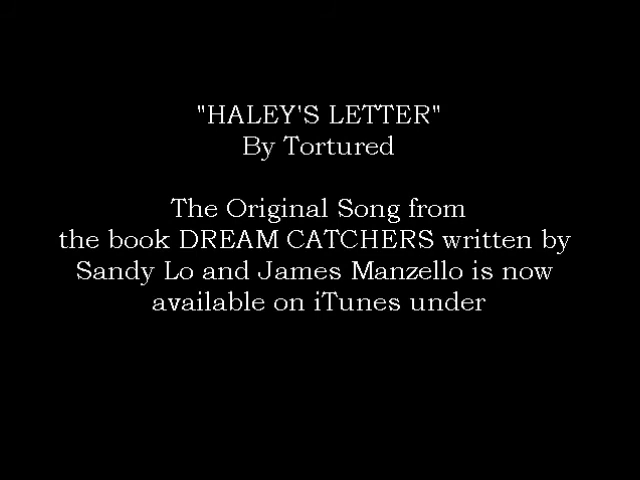 "HALEY'S LETTER"
By Tortured
The Original Song from
the book DREAM CATCHERS written by
Sandy Lo and James Manzello is now
available on iTunes under